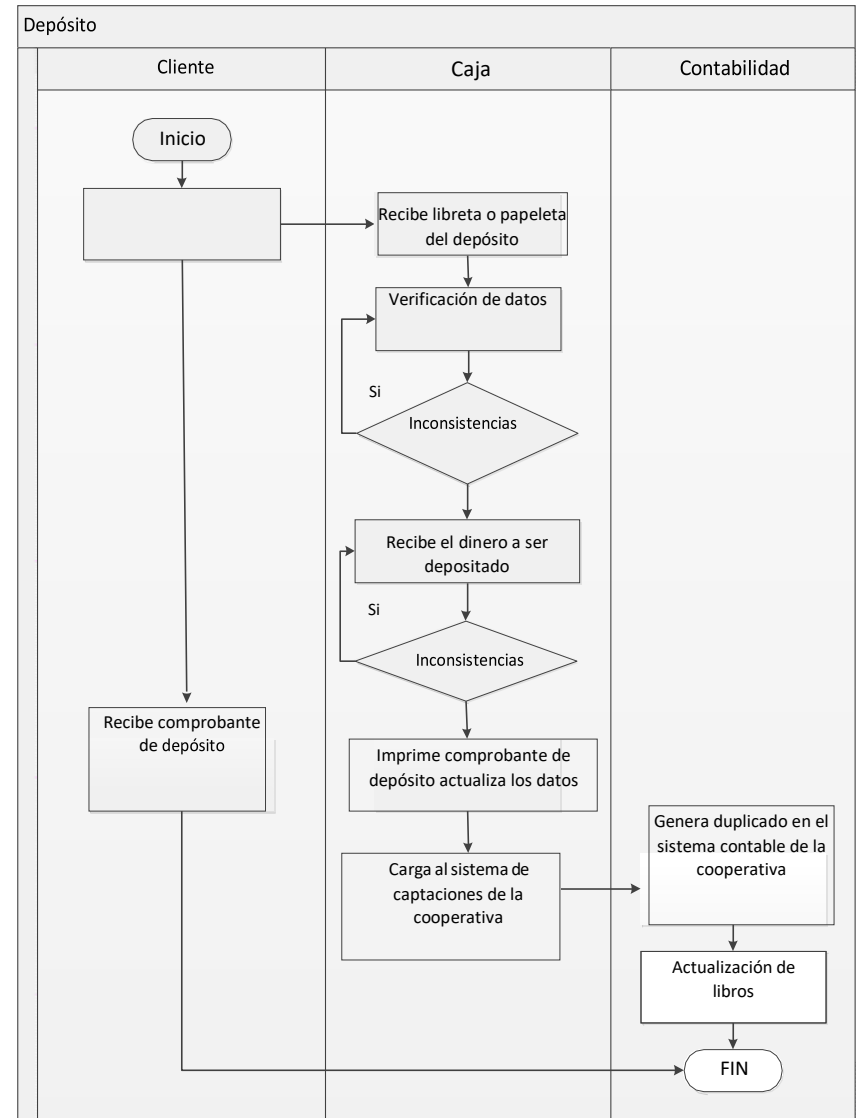 Depósito
Cliente
Caja
Contabilidad
Inicio
Recibe libreta o papeleta
del depósito
Verificación de datos
Si
Inconsistencias
Recibe el dinero a ser
depositado
Si
Inconsistencias
Recibe comprobante
de depósito
Imprime comprobante de
depósito actualiza los datos
Carga al sistema de
captaciones de la
cooperativa
Genera duplicado en el
sistema contable de la
cooperativa
Actualización de
libros
FIN